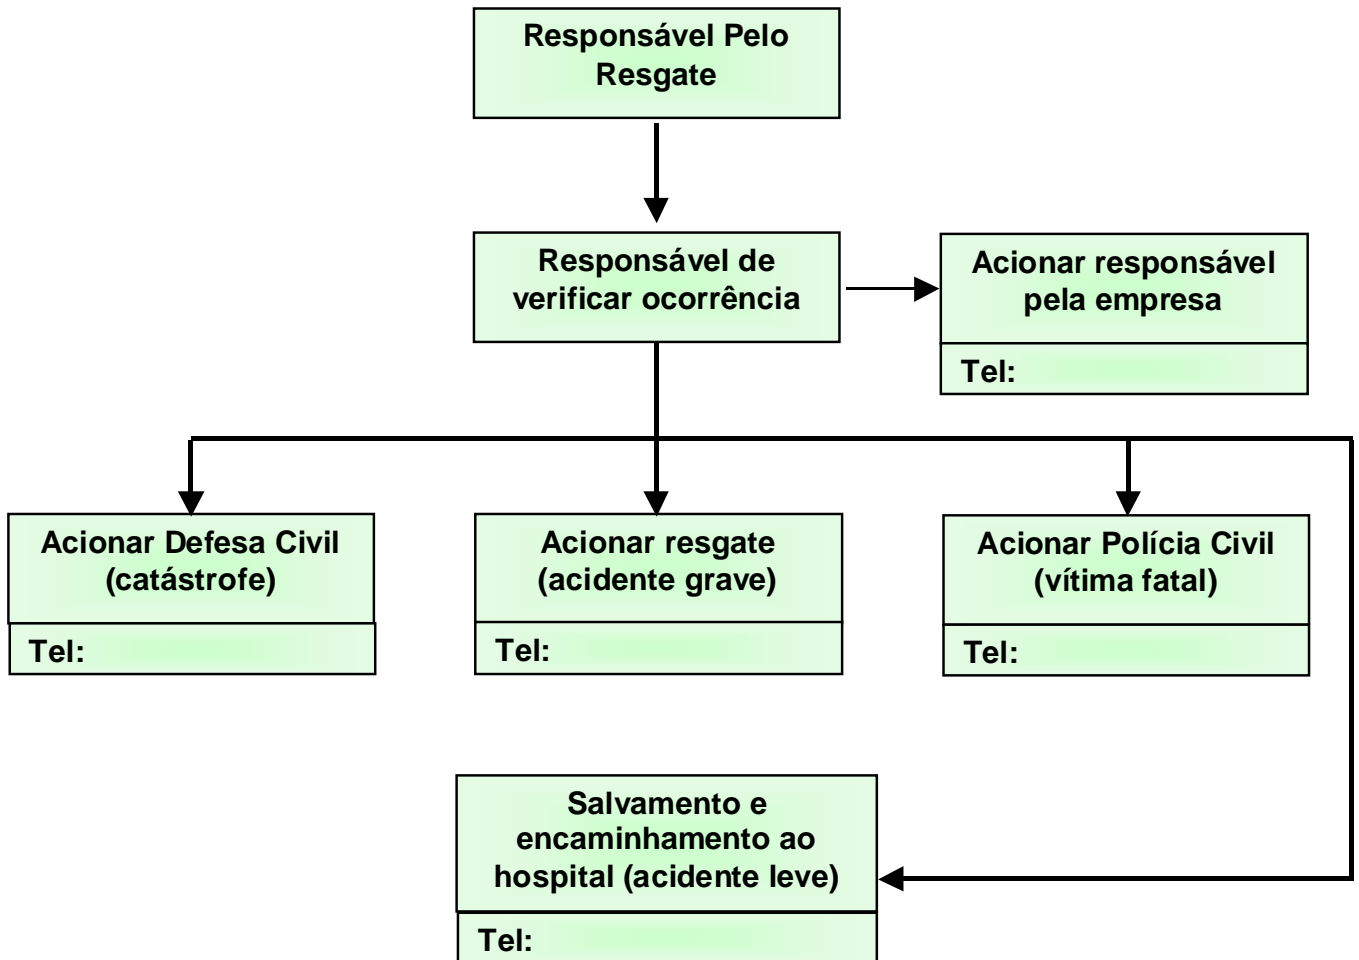 Responsável Pelo
Resgate
Responsável de
verificar ocorrência
Acionar responsável
pela empresa
Tel:
Acionar Defesa Civil
(catástrofe)
Tel:
Acionar resgate
(acidente grave)
Tel:
Acionar Polícia Civil
(vítima fatal)
Tel:
Salvamento e
encaminhamento ao
hospital (acidente leve)
Tel: